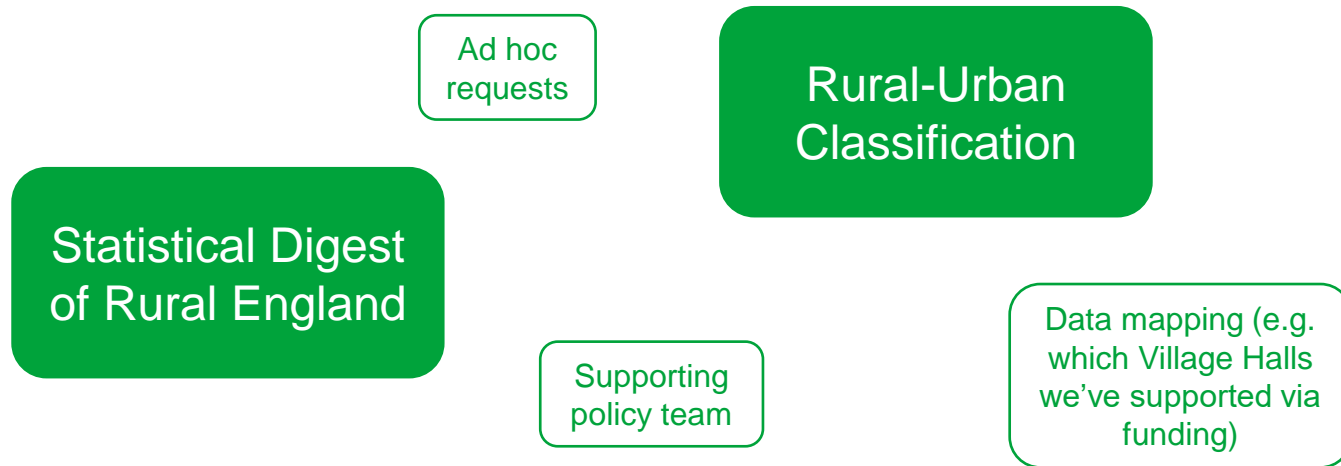 Ad hoc
requests
Rural-Urban
Classification
Statistical Digest
of Rural England
Supporting
policy team
Data mapping (e.g.
which Village Halls
we’ve supported via
funding)